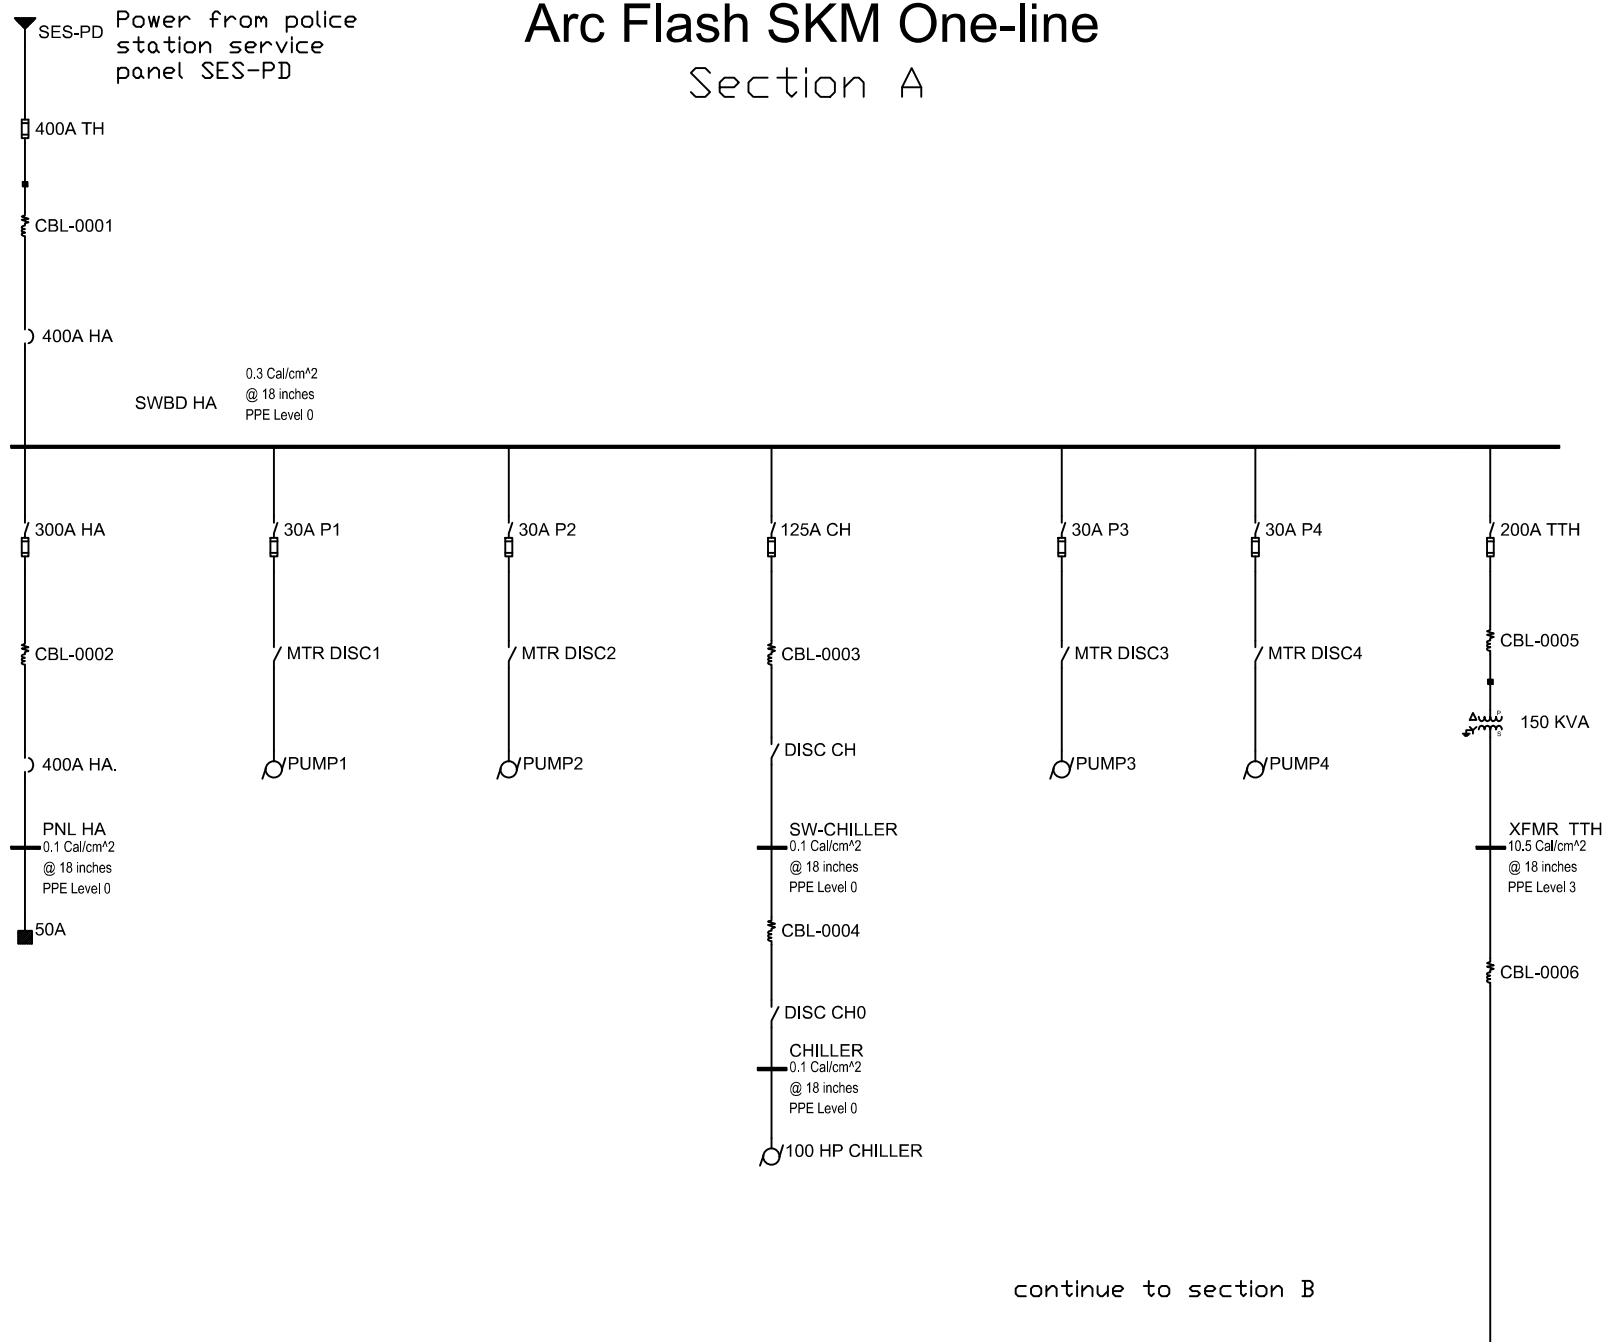 Arc Flash SKM One-line
Section A
SES-PD
Power from police
station service
panel SES-PD
400A TH
CBL-0001
400A HA
SWBD HA
0.3 Cal/cm^2
@ 18 inches
PPE Level 0
300A HA
30A P1
30A P2
125A CH
30A P3
30A P4
200A TTH
CBL-0002
MTR DISC1
MTR DISC2
CBL-0003
MTR DISC3
MTR DISC4
CBL-0005
P
S
150 KVA
400A HA.
PUMP1
PUMP2
DISC CH
PUMP3
PUMP4
PNL HA
0.1 Cal/cm^2
@ 18 inches
PPE Level 0
SW-CHILLER
0.1 Cal/cm^2
@ 18 inches
PPE Level 0
XFMR TTH
10.5 Cal/cm^2
@ 18 inches
PPE Level 3
50A
CBL-0004
CBL-0006
DISC CH0
CHILLER
0.1 Cal/cm^2
@ 18 inches
PPE Level 0
100 HP CHILLER
continue to section B